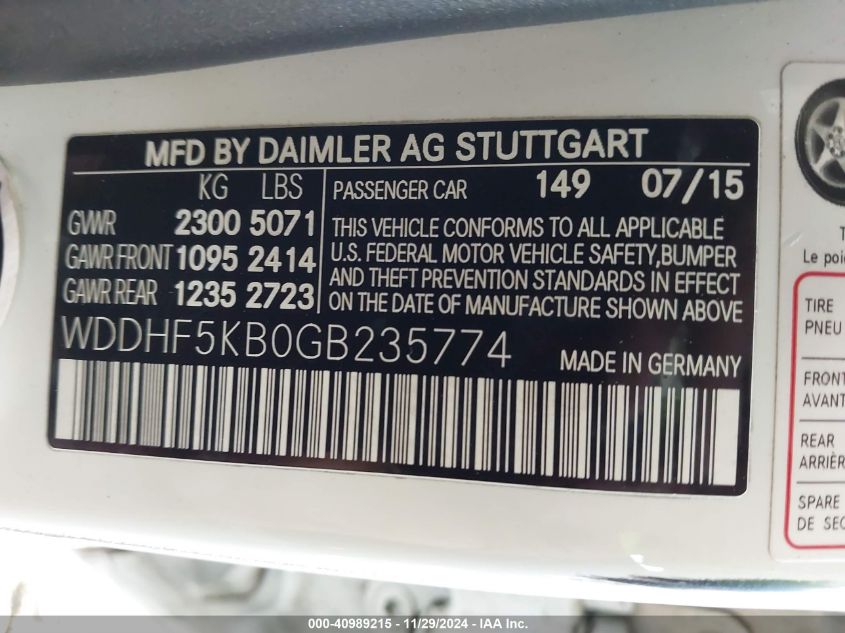 MFD BY DAIMLER AG STUTTGART
KG LBS
GVWR 2300 5071
GAWR FRONT 1095 2414
GAWR REAR 1235 2723
PASSENGER CAR 149 07/15
THIS VEHICLE CONFORMS TO ALL APPLICABLE
U.S. FEDERAL MOTOR VEHICLE SAFETY,BUMPER
AND THEFT PREVENTION STANDARDS IN EFFECT
ON THE DATE OF MANUFACTURE SHOWN ABOVE
WDDHF5KB0GB235774 MADE IN GERMANY
Le
TIRE
PNEU
FRONT
AVANT
REAR
ARRIÈR
SPARE
DE
000-40989215 - 11/29/2024 - © IAA Inc.